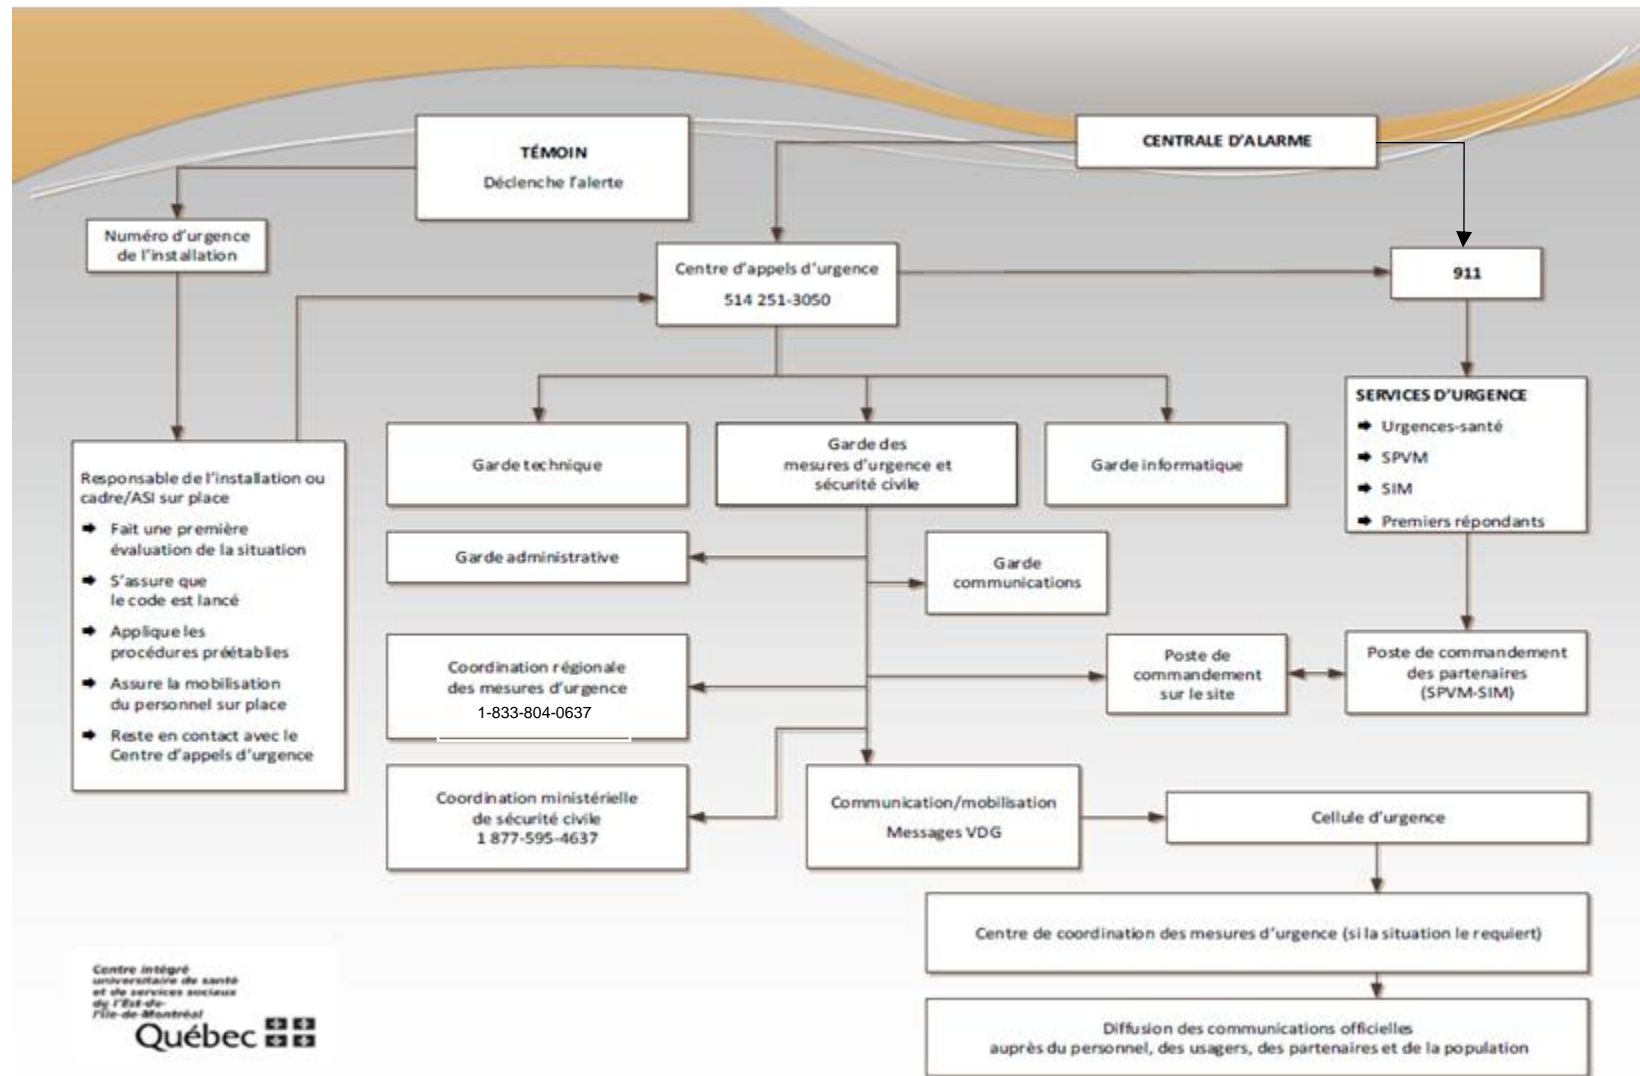 TÉMOIN
Déclenche l'alerte
CENTRALE D'ALARME
Numéro d'urgence
de l'installation
Centre d'appels d'urgence
514 251-3050
911
SERVICES D'URGENCE
➡ Urgences-santé
➡ SPVM
➡ SIM
➡ Premiers répondants
Garde technique
Garde des
mesures d'urgence et
sécurité civile
Garde informatique
Responsable de l'installation ou
cadre/ASI sur place
➡ Fait une première
évaluation de la situation
➡ S'assure que
le code est lancé
➡ Applique les
procédures préétablies
➡ Assure la mobilisation
du personnel sur place
➡ Reste en contact avec le
Centre d'appels d'urgence
Garde administrative
Garde
communications
Coordination régionale
des mesures d'urgence
1-833-804-0637
Poste de
commandement
sur le site
Poste de commandement
des partenaires
(SPVM-SIM)
Coordination ministérielle
de sécurité civile
1 877-595-4637
Communication/mobilisation
Messages VDG
Cellule d'urgence
Centre de coordination des mesures d'urgence (si la situation le requiert)
Diffusion des communications officielles
auprès du personnel, des usagers, des partenaires et de la population
Centre intégré
universitaire de santé
et de services sociaux
de l'Est-de-
l'Île-de-Montréal
Québec